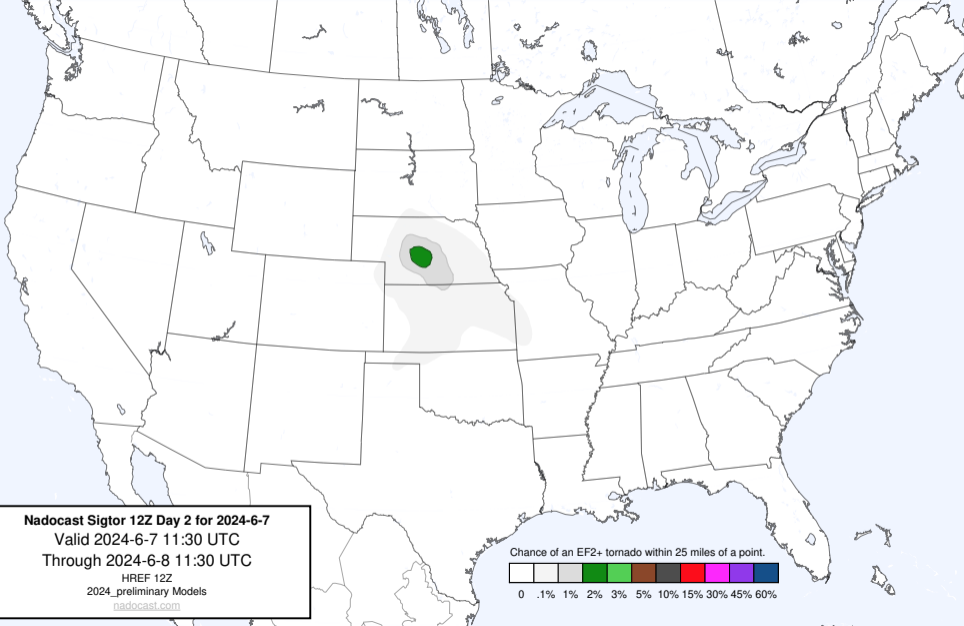 Nadocast Sigtor 12Z Day 2 for 2024-6-7
Valid 2024-6-7 11:30 UTC
Through 2024-6-8 11:30 UTC
HREF 12Z
2024_preliminary Models
nadocast.com
Chance of an EF2+ tornado within 25 miles of a point.
0 .1% 1% 2% 3% 5% 10% 15% 30% 45% 60%